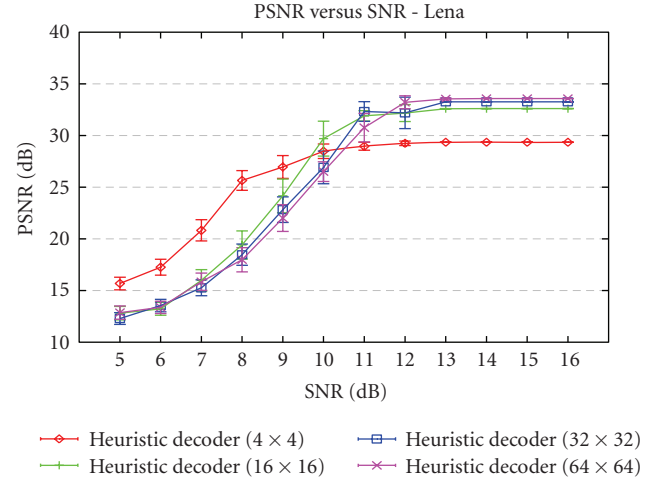 PSNR versus SNR - Lena
40
35
30
25
20
15
10
PSNR (dB)
5 6 7 8 9 10 11 12 13 14 15 16
SNR (dB)
Heuristic decoder (4 × 4)
Heuristic decoder (16 × 16)
Heuristic decoder (32 × 32)
Heuristic decoder (64 × 64)